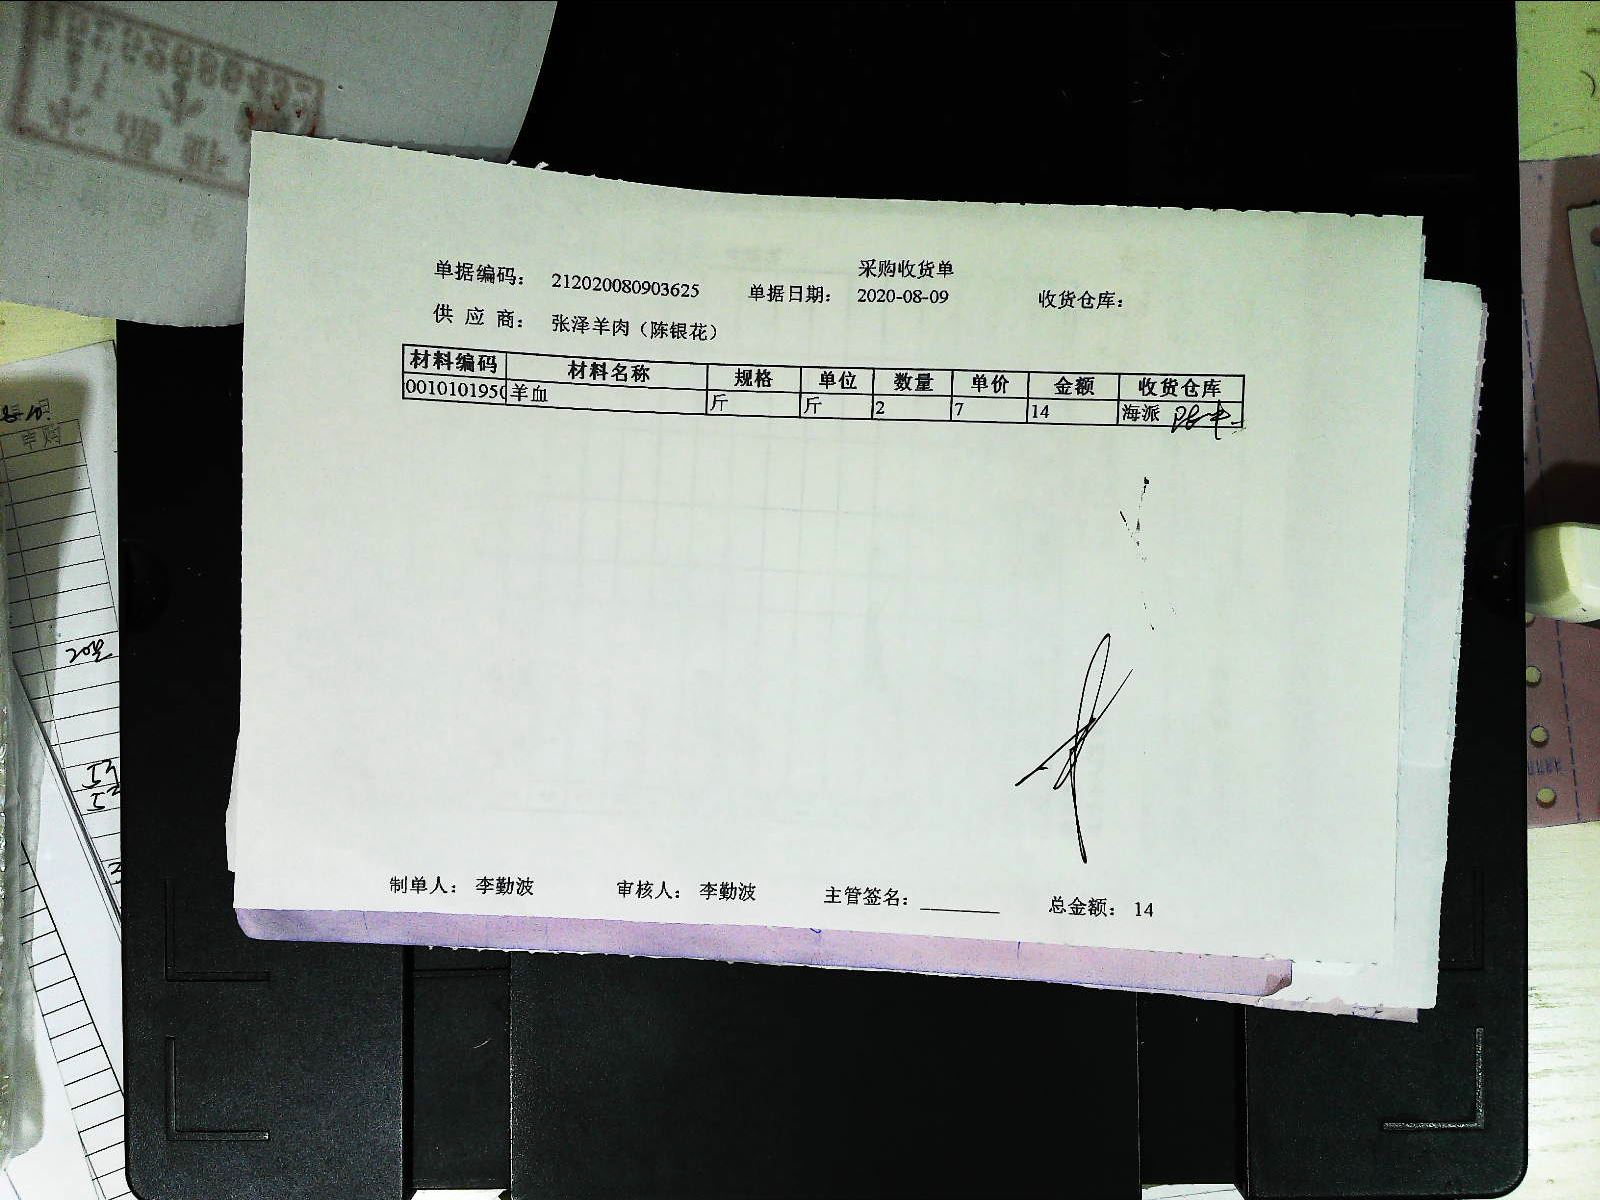 采购收货单
单据编码： 212020080903625 单据日期： 2020-08-09 收货仓库：
供 应 商： 张泽羊肉（陈银花）
材料编码 材料名称 规格 单位 数量 单价 金额 收货仓库
0010101950 羊血 斤 斤 2 7 14 海派
制单人： 李勤波 审核人： 李勤波 主管签名：________ 总金额： 14
申购